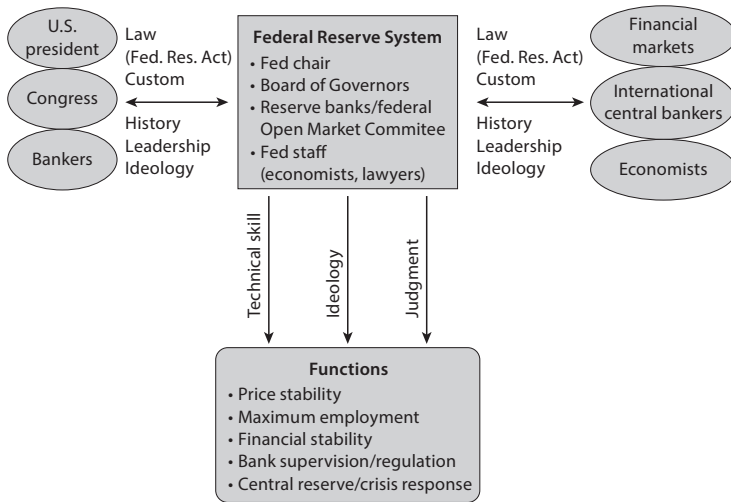 U.S.
president
Congress
Bankers
Law
(Fed. Res. Act)
Custom
History
Leadership
Ideology
Federal Reserve System
• Fed chair
• Board of Governors
• Reserve banks/federal
Open Market Commitee
• Fed staff
(economists, lawyers)
Law
(Fed. Res. Act)
Custom
History
Leadership
Ideology
Financial
markets
International
central bankers
Economists
Technical skill
Ideology
Judgment
Functions
• Price stability
• Maximum employment
• Financial stability
• Bank supervision/regulation
• Central reserve/crisis response